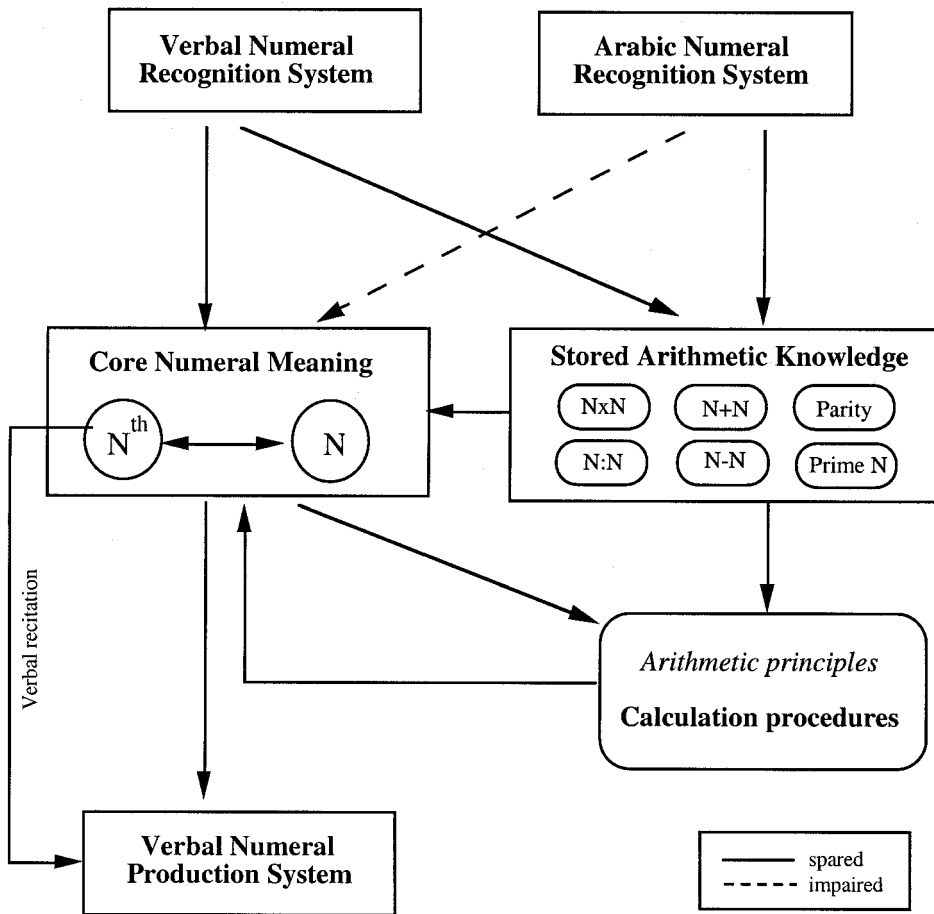 Verbal Numeral
Recognition System
Arabic Numeral
Recognition System
Core Numeral Meaning
Nth
N
Stored Arithmetic Knowledge
NxN
N+N
Parity
N:N
N-N
Prime N
Verbal recitation
Arithmetic principles
Calculation procedures
Verbal Numeral
Production System
spared
impaired